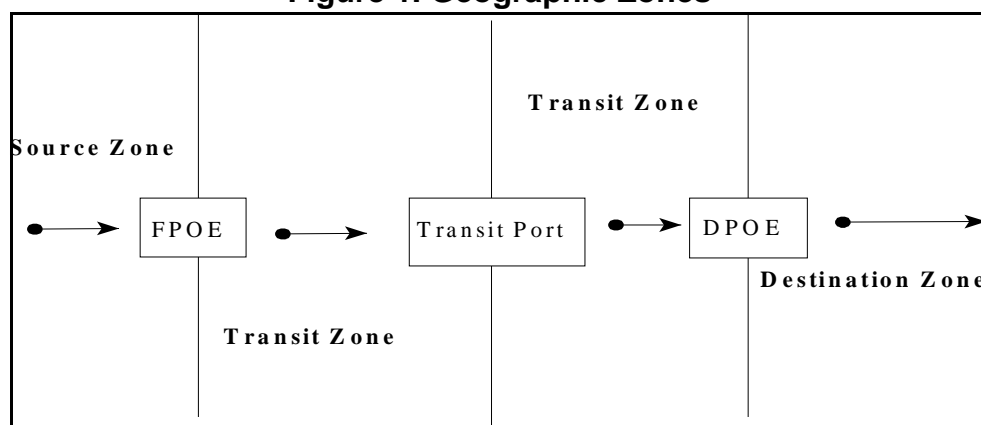 Figure 1. Geographic Zones
Transit Zone
Source Zone
FPOE
Transit Port
DPOE
Destination Zone
Transit Zone